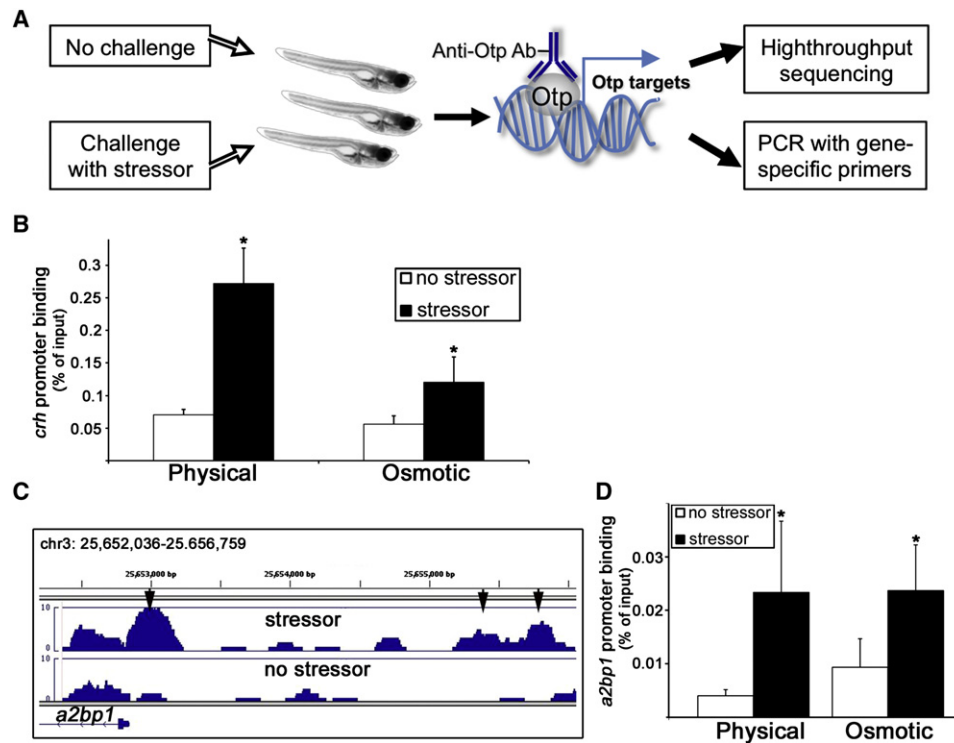 A
No challenge
Challenge
with stressor
Anti-Otp Ab
Otp
Otp targets
Highthroughput
sequencing
PCR with gene-
specific primers
B
crh promoter binding
(% of input)
0.3
0.25
0.2
0.15
0.1
0.05
*
*
no stressor
stressor
Physical
Osmotic
C
chr3: 25,652,036-25.656,759
25,653,000 bp
25,654,000 bp
25,655,000 bp
10
0
stressor
10
0
no stressor
a2bp1
D
a2bp1 promoter binding
(% of input)
no stressor
stressor
0.03
0.02
0.01
*
*
Physical
Osmotic